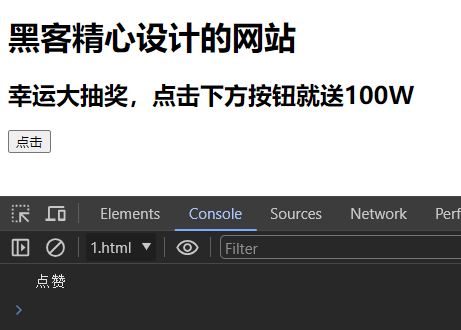 黑客精心设计的网站
幸运大抽奖，点击下方按钮就送100W
点击
Elements Console Sources Network Perf
1.html ▼ Filter
点赞